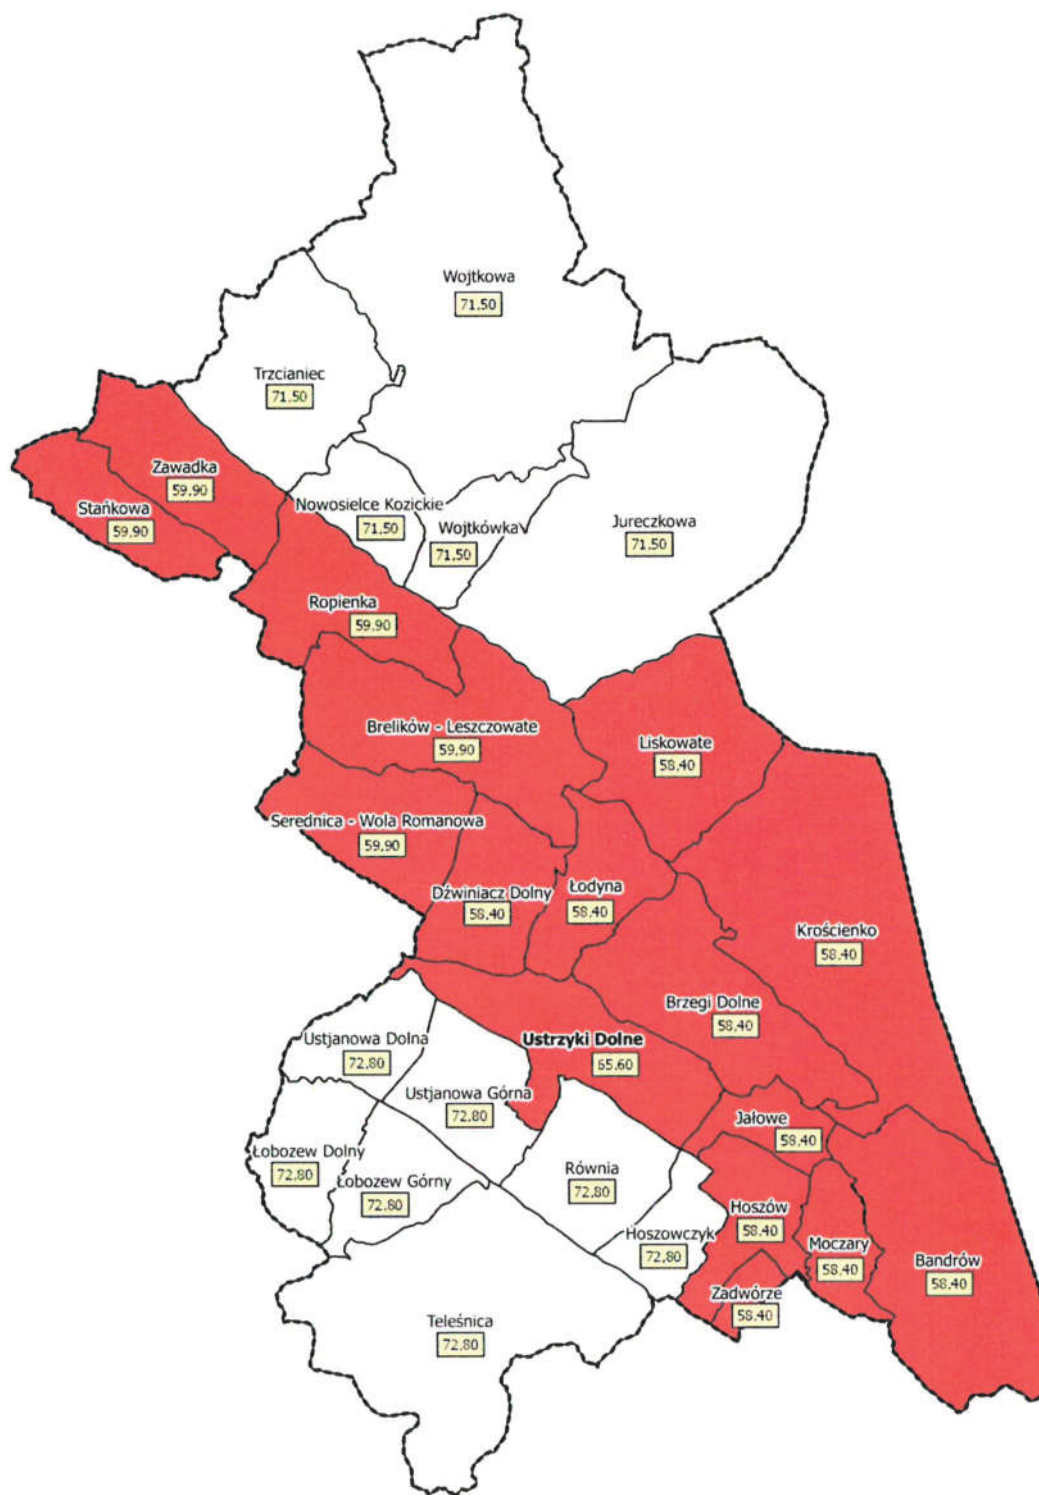 Wojtkowa
71.50
Trzcianiec
71.50
Zawadka
59.90
Stańkowa
59.90
Nowosielce Kozickie
71.50
Wojtkówka
71.50
Jureczkowa
71.50
Ropienka
59.90
Brelików - Leszczowate
59.90
Liskowate
58.40
Serednica - Wola Romanowa
59.90
Dźwiniacz Dolny
58.40
Łodyna
58.40
Krościenko
58.40
Brzegi Dolne
58.40
Ustrzyki Dolne
65.60
Ustjanowa Dolna
72.80
Ustjanowa Górna
72.80
Jałowe
58.40
Łobozew Dolny
72.80
Łobozew Górny
72.80
Równia
72.80
Hoszów
58.40
Hoszowczyk
72.80
Moczary
58.40
Bandrów
58.40
Zadwórze
58.40
Teleśnica
72.80